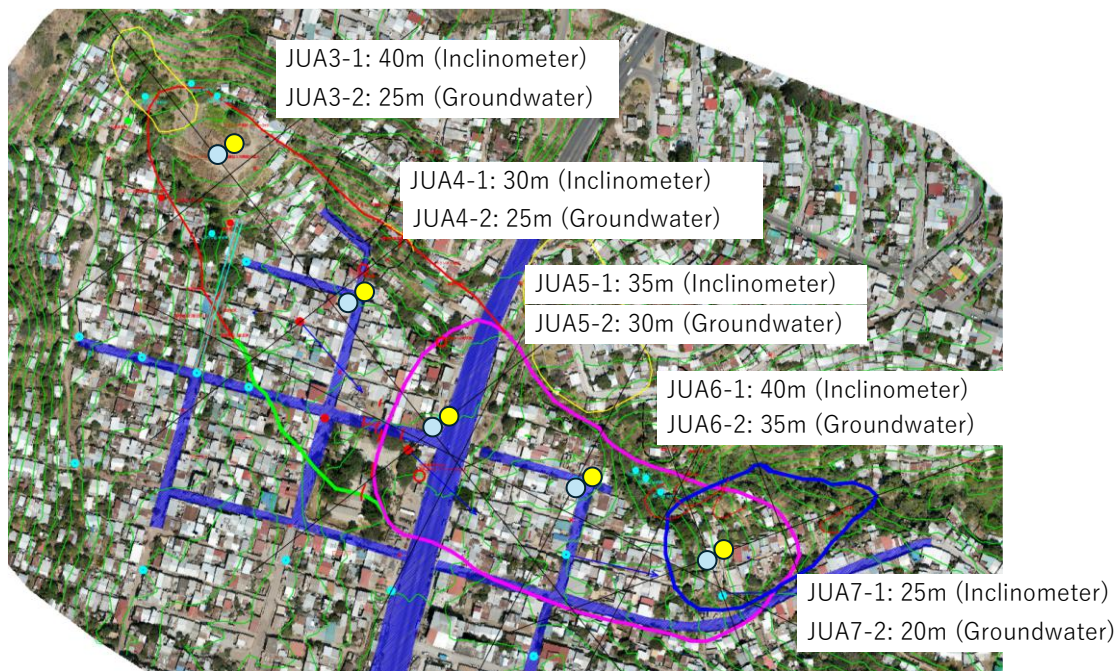 JUA3-1: 40m (Inclinometer)
JUA3-2: 25m (Groundwater)
JUA4-1: 30m (Inclinometer)
JUA4-2: 25m (Groundwater)
JUA5-1: 35m (Inclinometer)
JUA5-2: 30m (Groundwater)
JUA6-1: 40m (Inclinometer)
JUA6-2: 35m (Groundwater)
JUA7-1: 25m (Inclinometer)
JUA7-2: 20m (Groundwater)